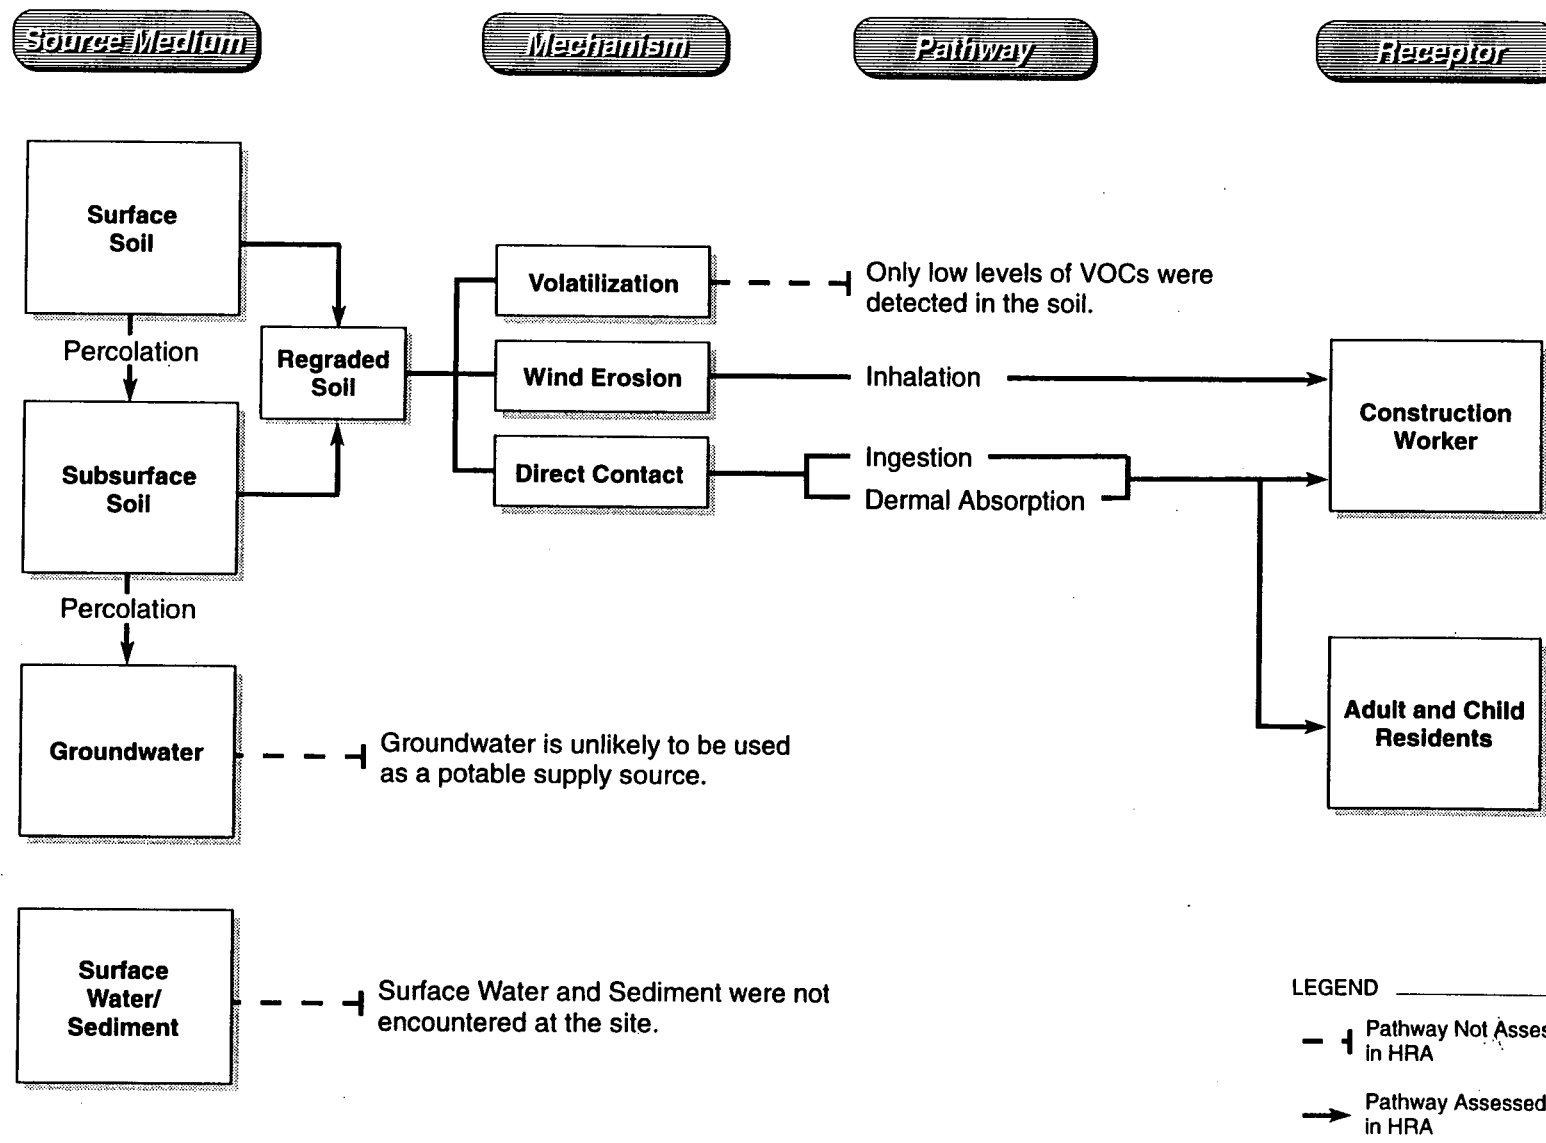 Source Medium
Mechanism
Pathway
Receptor
Surface
Soil
Percolation
Subsurface
Soil
Percolation
Groundwater
Surface
Water/
Sediment
Regraded
Soil
Volatilization
Wind Erosion
Direct Contact
Only low levels of VOCs were
detected in the soil.
Inhalation
Ingestion
Dermal Absorption
Construction
Worker
Adult and Child
Residents
Groundwater is unlikely to be used
as a potable supply source.
Surface Water and Sediment were not
encountered at the site.
LEGEND
Pathway Not Asses
in HRA
Pathway Assessed
in HRA